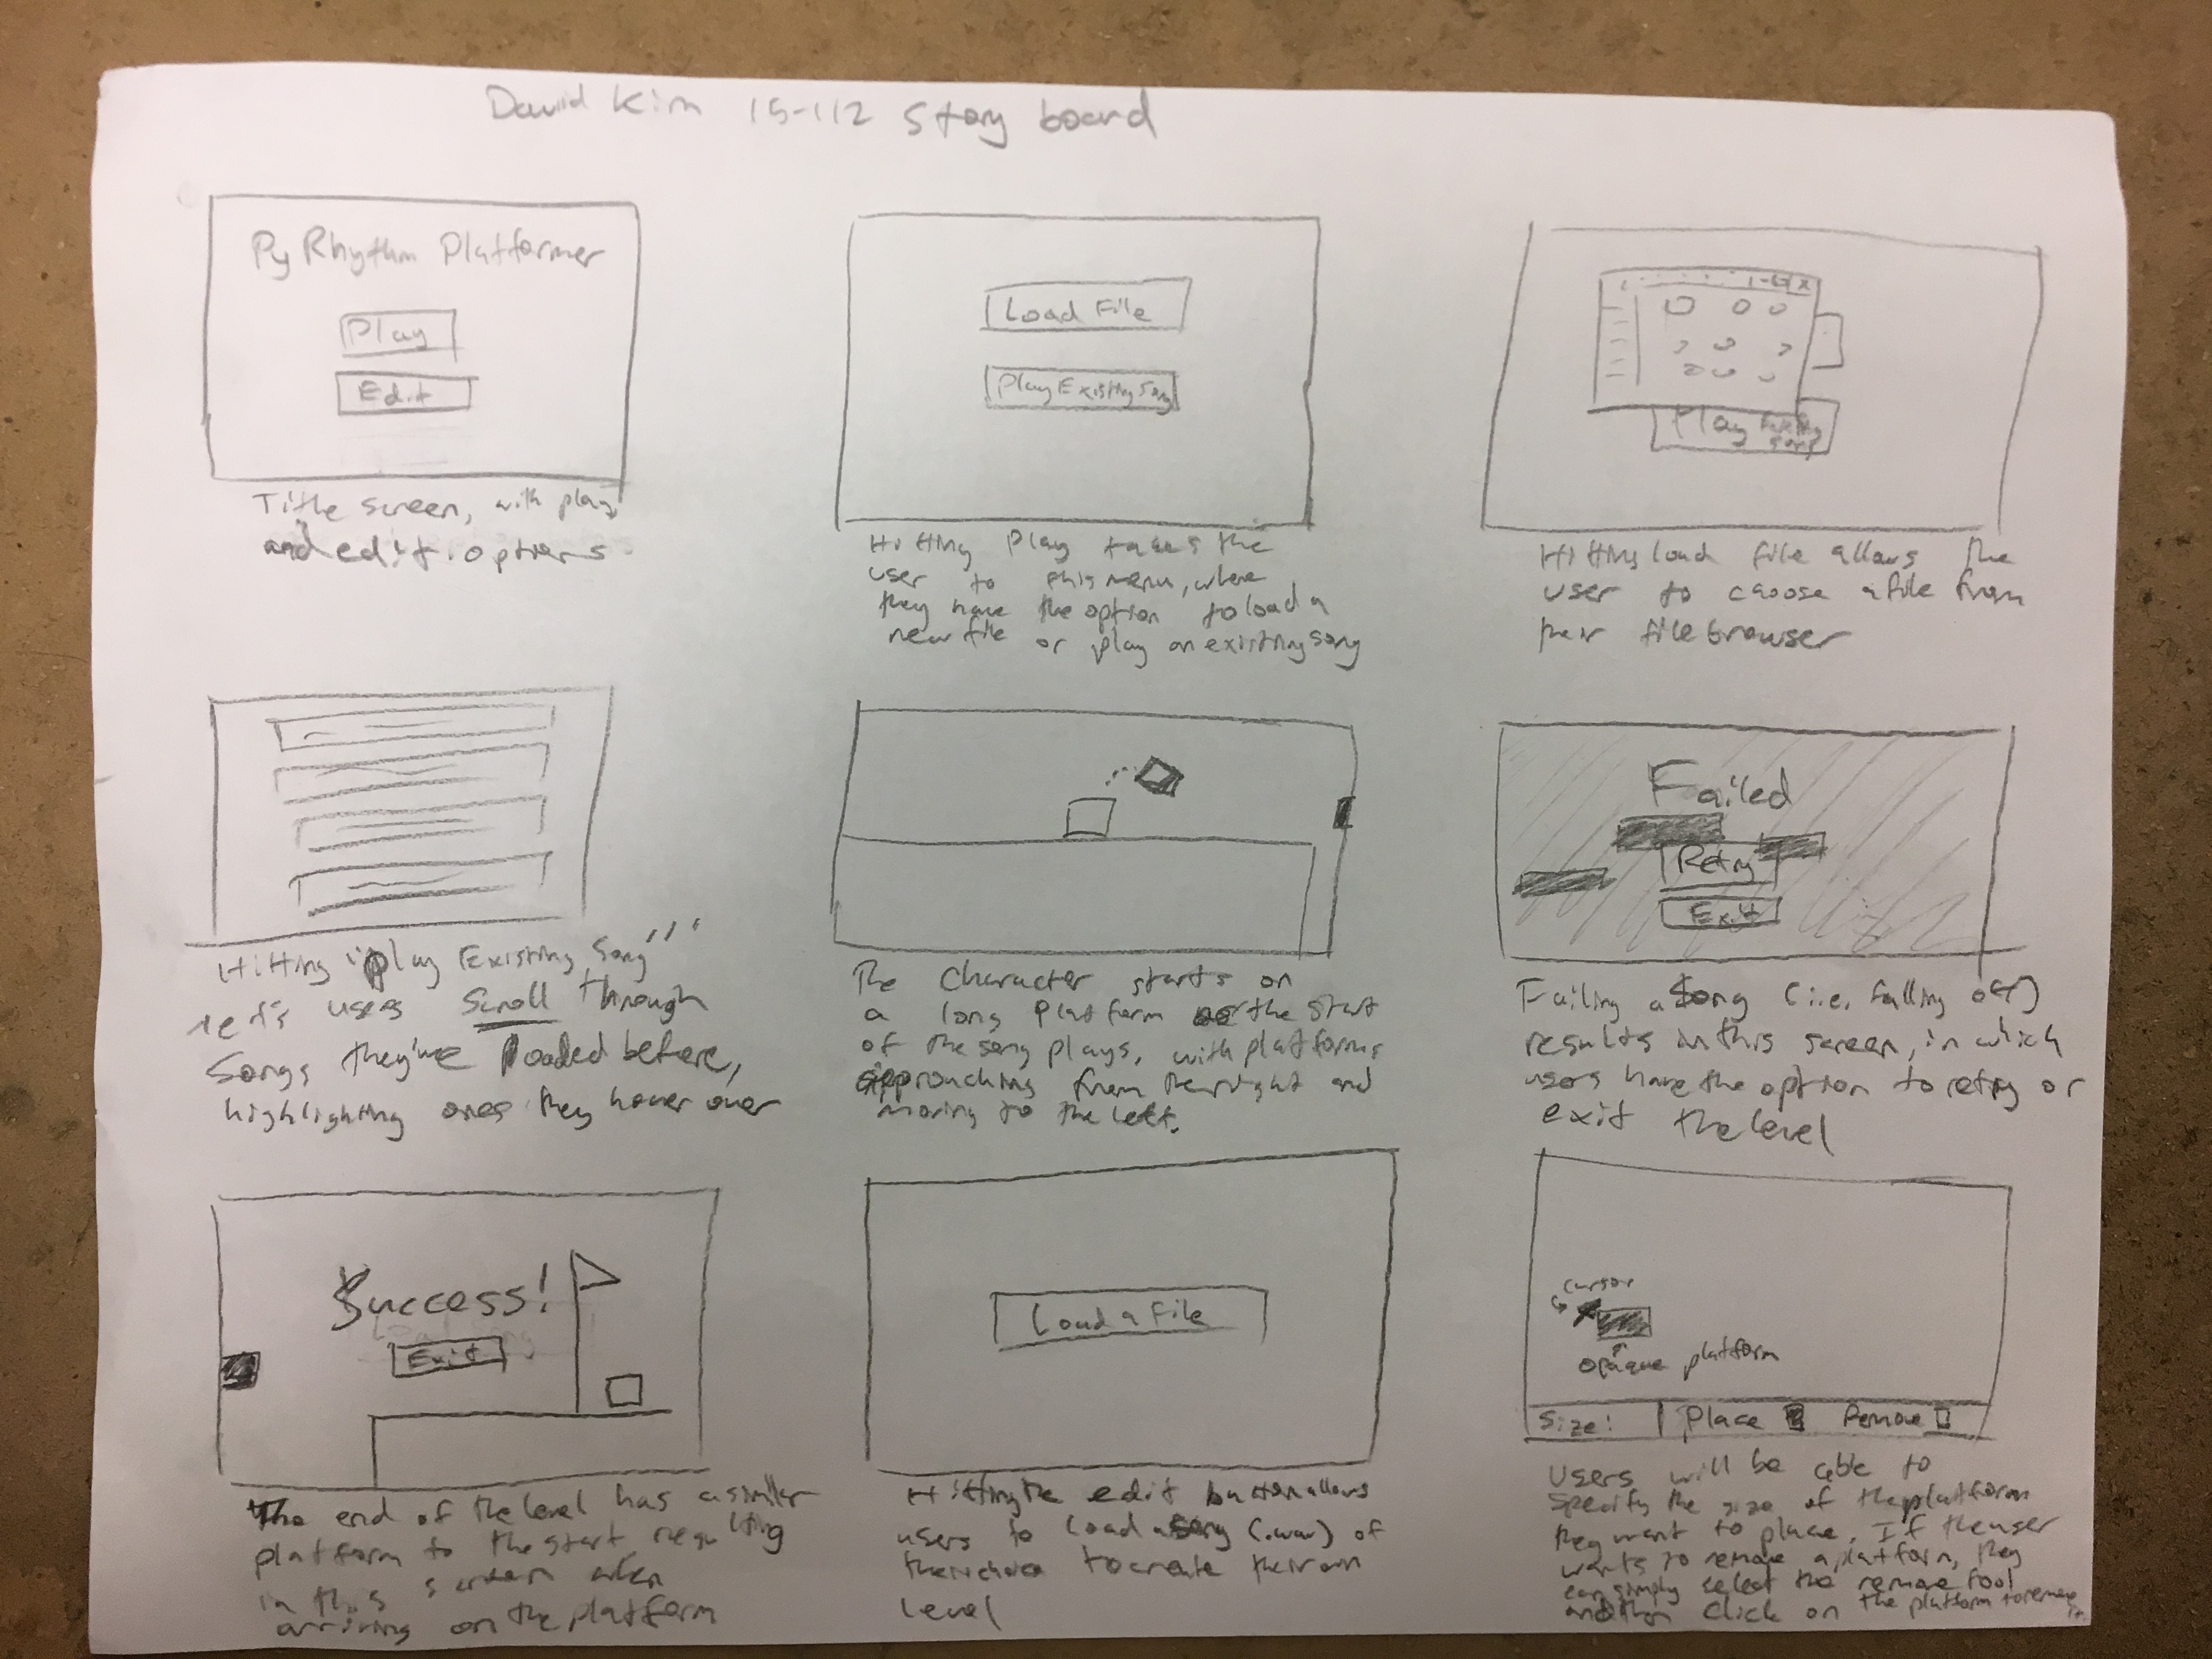 David Kim 15-112 Story board
Py Rhythm Platformer
Play
Edit
Title screen, with play
and edit options
Load File
Play Existing Song
Hitting Play takes the
user to this menu, where
they have the option to load a
new file or play an existing song
Play Existing
Song
Hitting load file allows the
user to choose a file from
their file browser
Hitting "Play Existing Song"
lets users scroll through
songs they've loaded before,
highlighting ones they hover over
The character starts on
a long platform the start
of the song plays, with platforms
approaching from the right and
moving to the left.
Failed
Retry
Exit
Failing a song (i.e. falling off)
results in this screen, in which
users have the option to retry or
exit the level
Success!
Exit
The end of the level has a similar
platform to the start resulting
in this screen when
arriving on the platform
Load a File
Hitting the edit button allows
users to load a song (.wav) of
their choice to create their own
level
cursor
opaque platform
Size: Place Remove
Users will be able to
specify the size of the platform
they want to place. If the user
wants to remove a platform, they
can simply select the remove tool
and then click on the platform to remove
it.